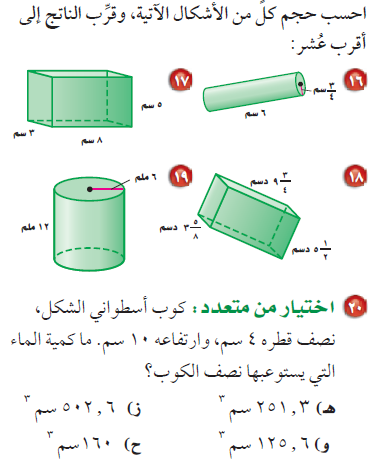 احسب حجم كلٍّ من الأشكال الآتية، وقرِّب الناتج إلى
أقرب عُشر:
١٦
٣/٤ سم
٦ سم
١٧
٥ سم
٨ سم
٣ سم
١٨
٩ ٣/٤ دسم
٣ ٥/٨ دسم
٥ ١/٢ دسم
١٩
٦ ملم
١٢ ملم
٢٠ اختيار من متعدد: كوب أسطواني الشكل،
نصف قطره ٤ سم، وارتفاعه ١٠ سم. ما كمية الماء
التي يستوعبها نصف الكوب؟
هـ) ٢٥١,٣ سم٣ ز) ٥٠٢,٦ سم٣
و) ١٢٥,٦ سم٣ ح) ١٦٠ سم٣